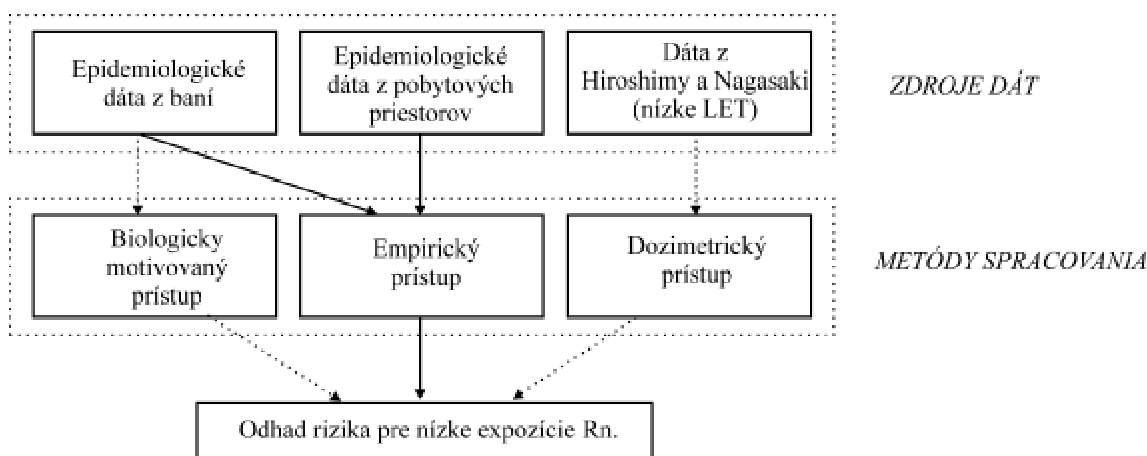 Epidemiologické
dáta z baní
Epidemiologické
dáta z pobytových
priestorov
Dáta z
Hiroshimy a Nagasaki
(nízke LET)
ZDROJE DÁT
Biologicky
motivovaný
prístup
Empirický
prístup
Dozimetrický
prístup
METÓDY SPRACOVANIA
Odhad rizika pre nízke expozície Rn.